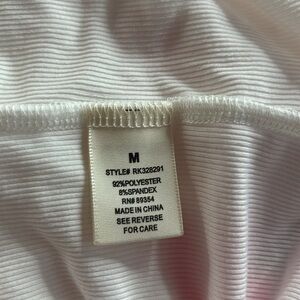 M
STYLE# RK328291
92%POLYESTER
8%SPANDEX
RN# 89354
MADE IN CHINA
SEE REVERSE
FOR CARE